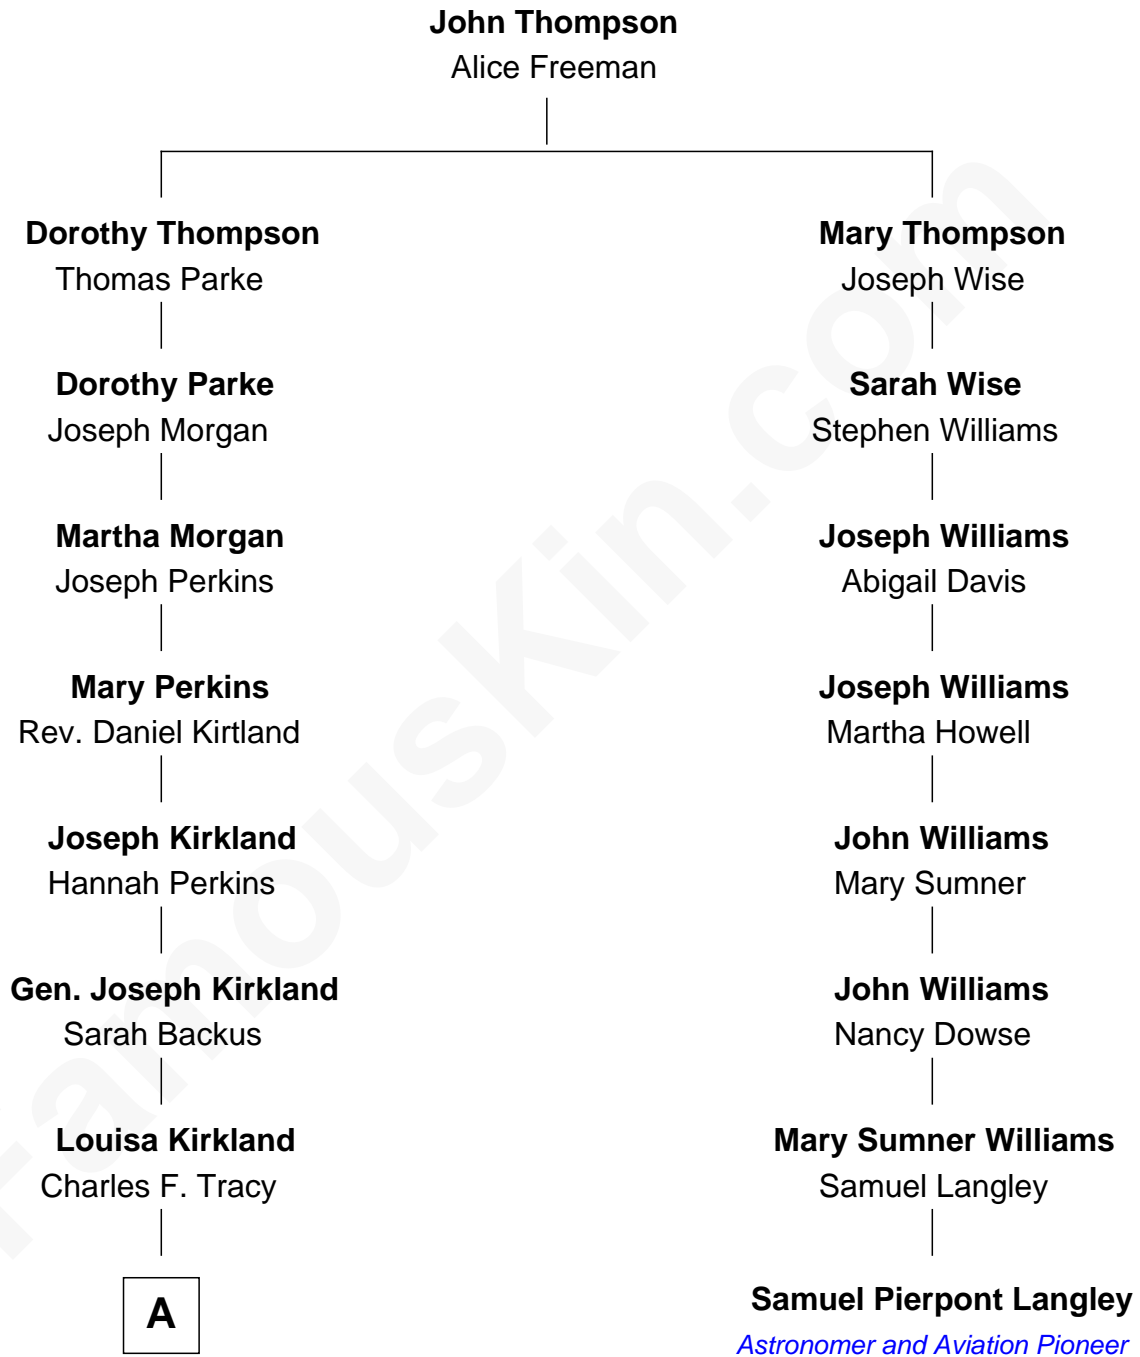 John Thompson
Alice Freeman
Dorothy Thompson
Thomas Parke
Mary Thompson
Joseph Wise
Dorothy Parke
Joseph Morgan
Sarah Wise
Stephen Williams
Martha Morgan
Joseph Perkins
Joseph Williams
Abigail Davis
Mary Perkins
Rev. Daniel Kirtland
Joseph Williams
Martha Howell
Joseph Kirkland
Hannah Perkins
John Williams
Mary Sumner
Gen. Joseph Kirkland
Sarah Backus
John Williams
Nancy Dowse
Louisa Kirkland
Charles F. Tracy
Mary Sumner Williams
Samuel Langley
A
Samuel Pierpont Langley
Astronomer and Aviation Pioneer
FamousKin.com